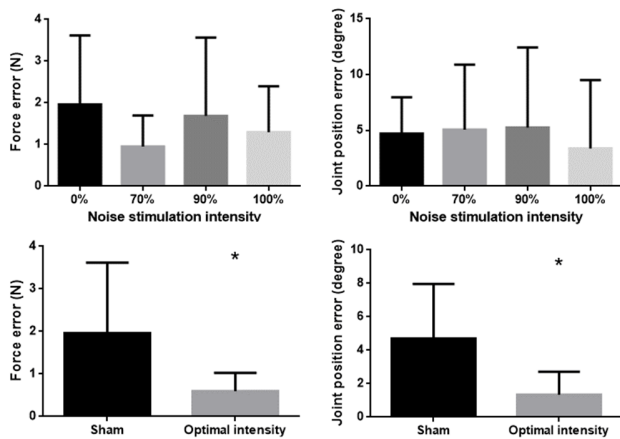 Force error (N)
4
3
2
1
0
0% 70% 90% 100%
Noise stimulation intensity
Joint position error (degree)
15
10
5
0
0% 70% 90% 100%
Noise stimulation intensity
Force error (N)
4
3
2
1
0
*
Sham Optimal intensity
Joint position error (degree)
10
8
6
4
2
0
*
Sham Optimal intensity